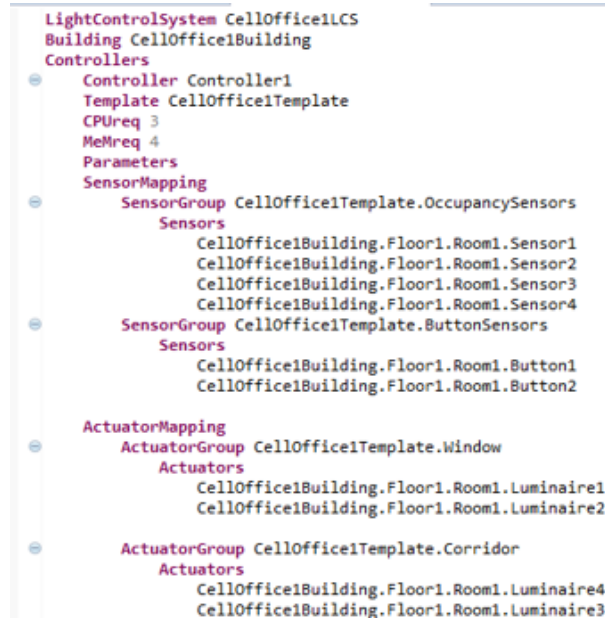 LightControlSystem CellOffice1LCS
Building CellOffice1Building
Controllers
Controller Controller1
Template CellOffice1Template
CPUreq 3
MeMreq 4
Parameters
SensorMapping
SensorGroup CellOffice1Template.OccupancySensors
Sensors
CellOffice1Building.Floor1.Room1.Sensor1
CellOffice1Building.Floor1.Room1.Sensor2
CellOffice1Building.Floor1.Room1.Sensor3
CellOffice1Building.Floor1.Room1.Sensor4
SensorGroup CellOffice1Template.ButtonSensors
Sensors
CellOffice1Building.Floor1.Room1.Button1
CellOffice1Building.Floor1.Room1.Button2
ActuatorMapping
ActuatorGroup CellOffice1Template.Window
Actuators
CellOffice1Building.Floor1.Room1.Luminaire1
CellOffice1Building.Floor1.Room1.Luminaire2
ActuatorGroup CellOffice1Template.Corridor
Actuators
CellOffice1Building.Floor1.Room1.Luminaire4
CellOffice1Building.Floor1.Room1.Luminaire3